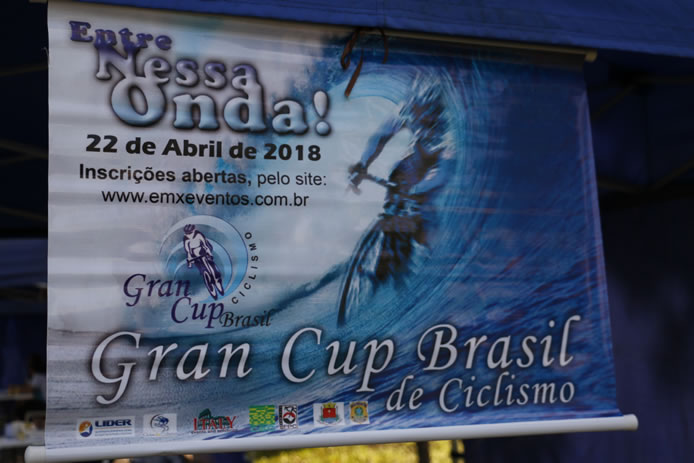 Entre
Nessa
Onda!
22 de Abril de 2018
Inscrições abertas, pelo site:
www.emxeventos.com.br
Gran
Cup Brasil
CICLISMO
Gran Cup Brasil
de Ciclismo
LIDER